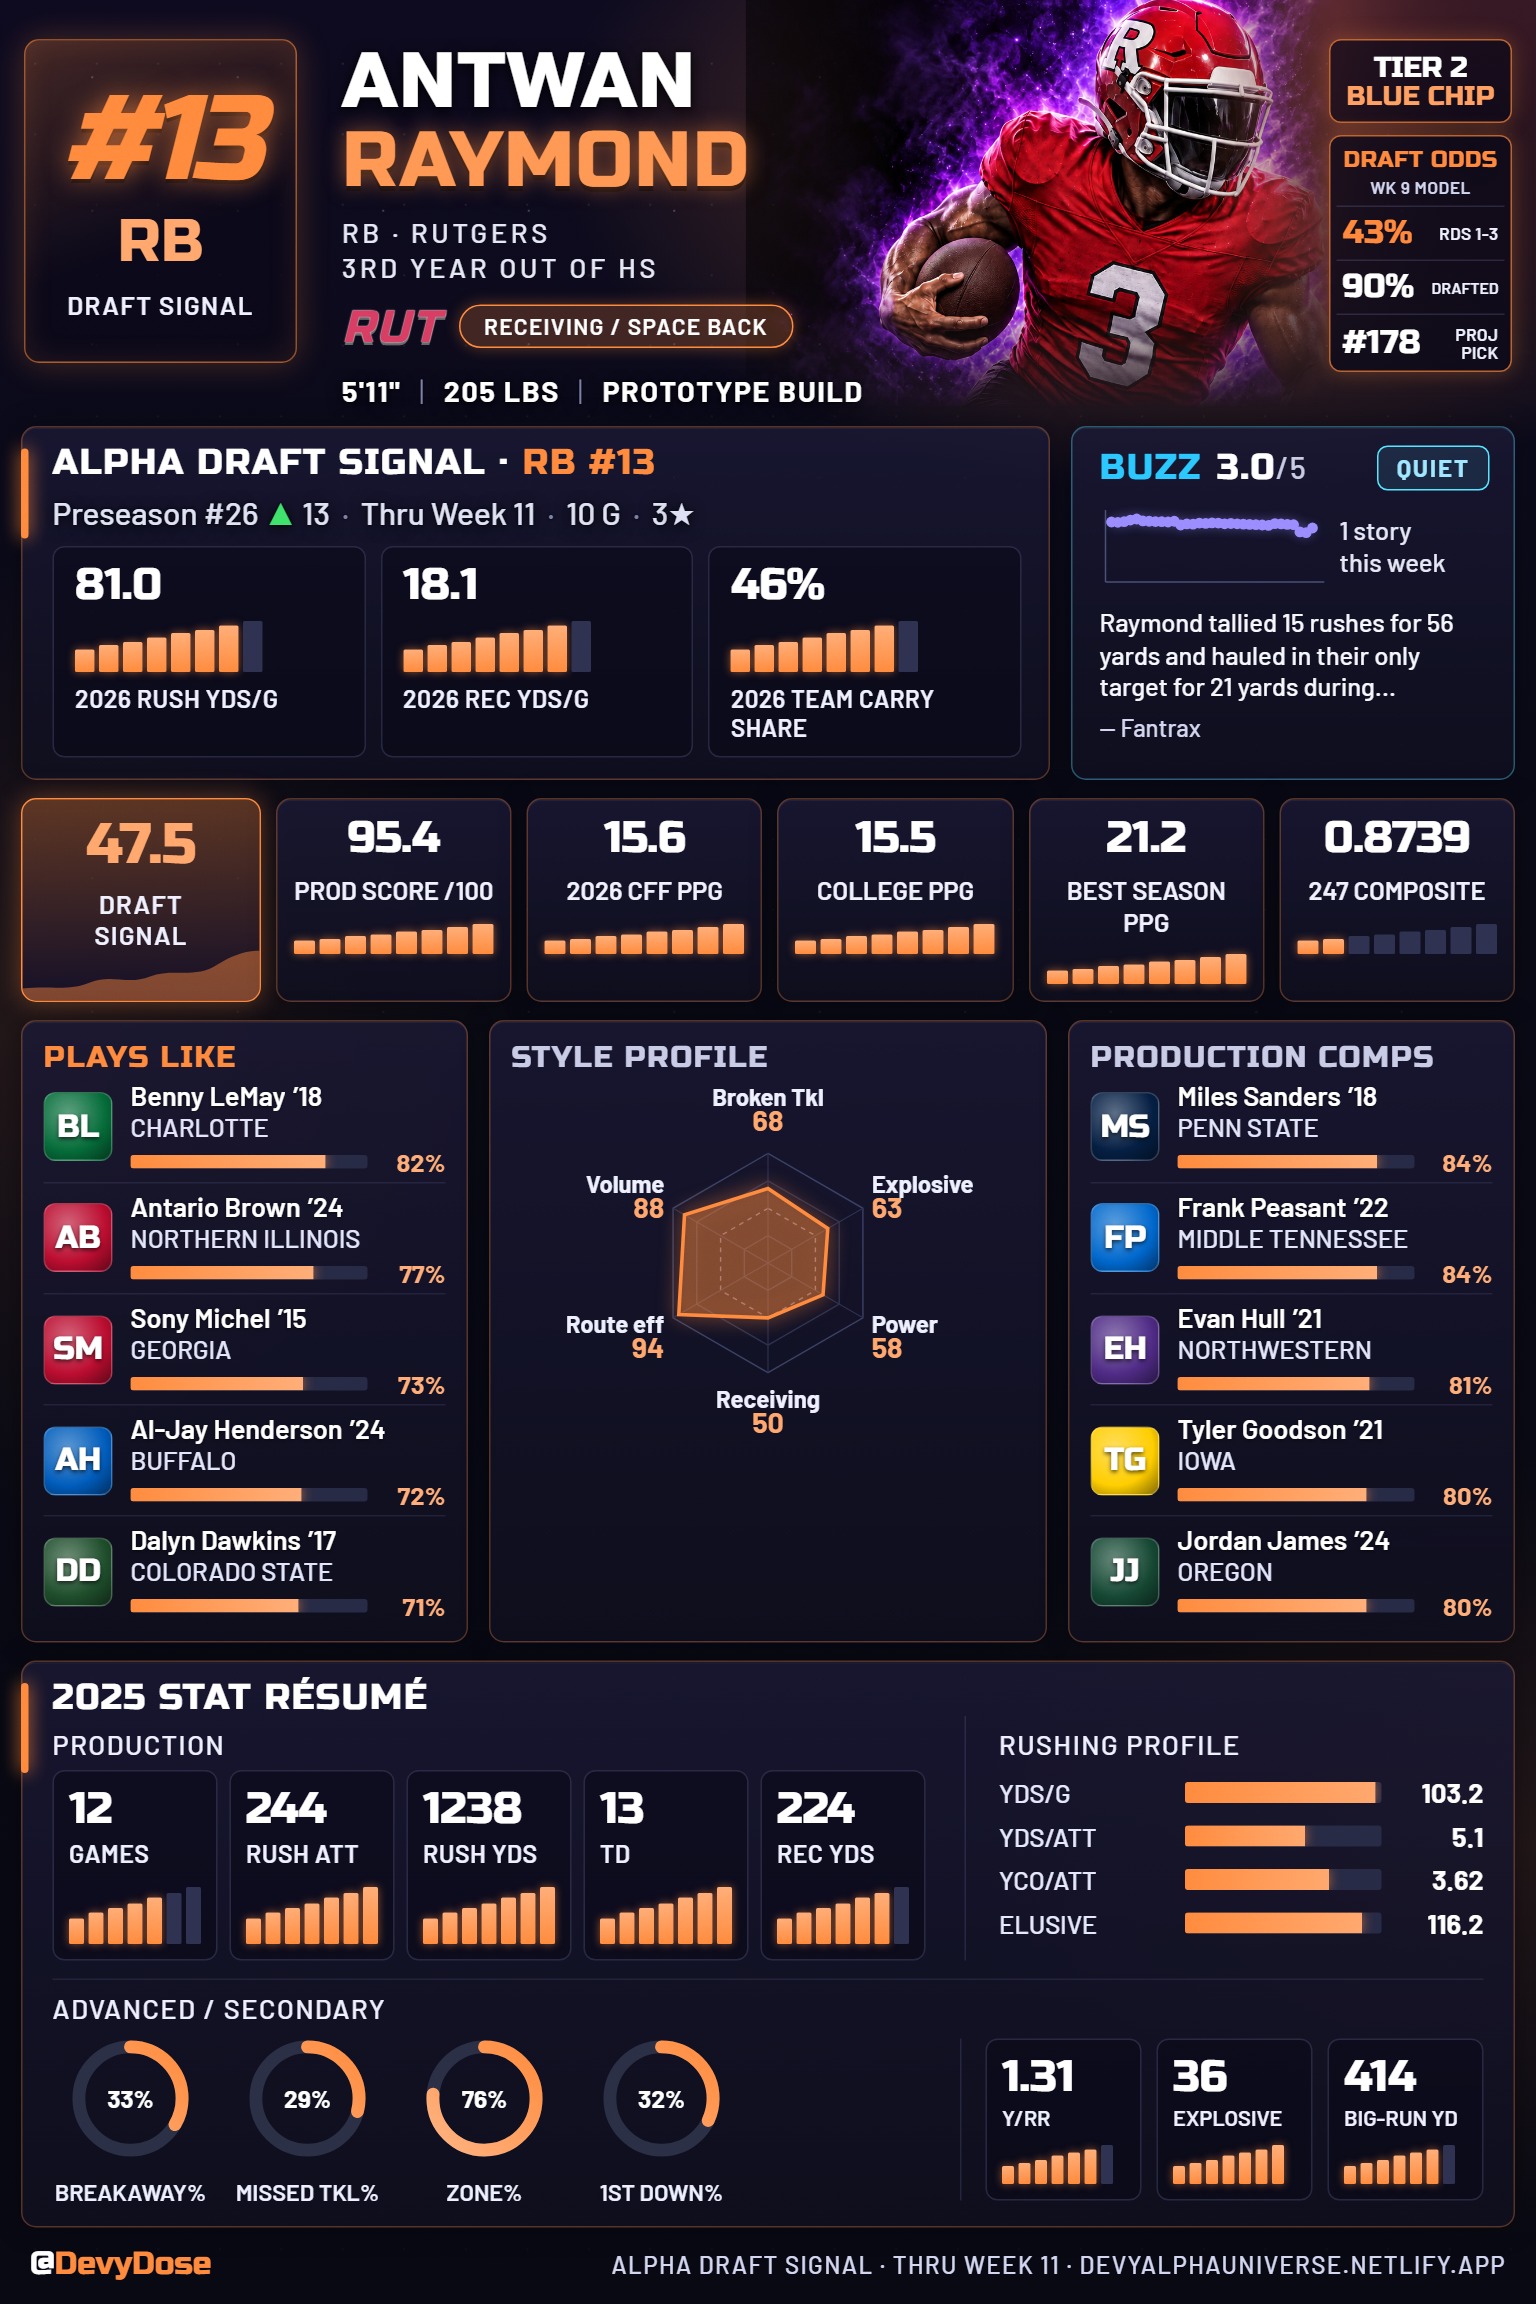 #13
RB
DRAFT SIGNAL
ANTWAN
RAYMOND
RB · RUTGERS
3RD YEAR OUT OF HS
RUT
RECEIVING / SPACE BACK
5'11" | 205 LBS | PROTOTYPE BUILD
R
3
TIER 2
BLUE CHIP
DRAFT ODDS
WK 9 MODEL
43% RDS 1-3
90% DRAFTED
#178 PROJ PICK
ALPHA DRAFT SIGNAL · RB #13
Preseason #26 ▲ 13 · Thru Week 11 · 10 G · 3★
81.0
2026 RUSH YDS/G
18.1
2026 REC YDS/G
46%
2026 TEAM CARRY
SHARE
BUZZ 3.0/5
QUIET
1 story
this week
Raymond tallied 15 rushes for 56
yards and hauled in their only
target for 21 yards during...
— Fantrax
47.5
DRAFT
SIGNAL
95.4
PROD SCORE /100
15.6
2026 CFF PPG
15.5
COLLEGE PPG
21.2
BEST SEASON
PPG
0.8739
247 COMPOSITE
PLAYS LIKE
BL
Benny LeMay ’18
CHARLOTTE
82%
AB
Antario Brown ’24
NORTHERN ILLINOIS
77%
SM
Sony Michel ’15
GEORGIA
73%
AH
Al-Jay Henderson ’24
BUFFALO
72%
DD
Dalyn Dawkins ’17
COLORADO STATE
71%
STYLE PROFILE
Broken Tkl
68
Volume
88
Explosive
63
Route eff
94
Power
58
Receiving
50
PRODUCTION COMPS
MS
Miles Sanders ’18
PENN STATE
84%
FP
Frank Peasant ’22
MIDDLE TENNESSEE
84%
EH
Evan Hull ’21
NORTHWESTERN
81%
TG
Tyler Goodson ’21
IOWA
80%
JJ
Jordan James ’24
OREGON
80%
2025 STAT RÉSUMÉ
PRODUCTION
12
GAMES
244
RUSH ATT
1238
RUSH YDS
13
TD
224
REC YDS
RUSHING PROFILE
YDS/G 103.2
YDS/ATT 5.1
YCO/ATT 3.62
ELUSIVE 116.2
ADVANCED / SECONDARY
33%
BREAKAWAY%
29%
MISSED TKL%
76%
ZONE%
32%
1ST DOWN%
1.31
Y/RR
36
EXPLOSIVE
414
BIG-RUN YD
@DevyDose
ALPHA DRAFT SIGNAL · THRU WEEK 11 · DEVYALPHAUNIVERSE.NETLIFY.APP